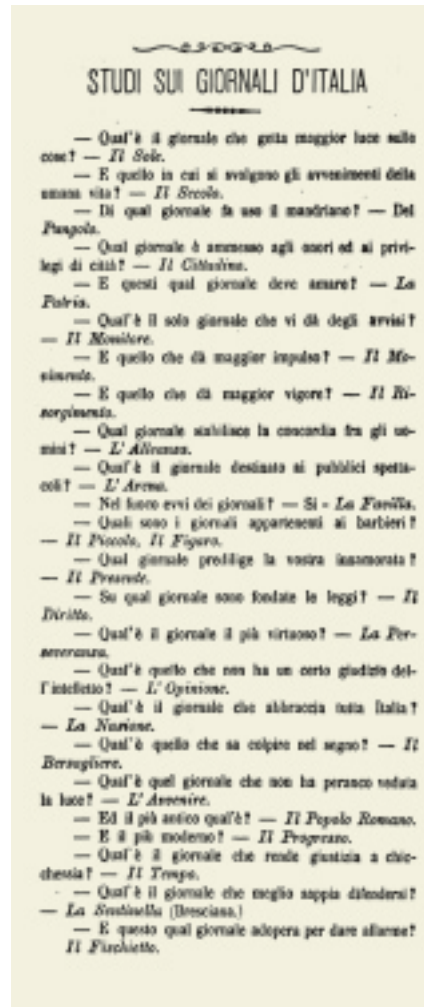 STUDI SUI GIORNALI D'ITALIA
— Qual'è il giornale che getta maggior luce sulle
cose? — Il Sole.
— E quello in cui si svolgono gli avvenimenti della
umana vita? — Il Secolo.
— Di qual giornale fa uso il mandriano? — Del
Pungolo.
— Qual giornale è ammesso agli onori ed ai privi-
legi di città? — Il Cittadino.
— E questi qual giornale deve amare? — La
Patria.
— Qual'è il solo giornale che vi dà degli avvisi?
— Il Monitore.
— E quello che dà maggior impulso? — Il Mo-
vimento.
— E quello che dà maggior vigore? — Il Ri-
sorgimento.
— Qual giornale stabilisce la concordia fra gli uo-
mini? — L'Alleanza.
— Qual'è il giornale destinato ai pubblici spetta-
coli? — L'Arena.
— Nel fuoco evvi dei giornali? — Si - La Favilla.
— Quali sono i giornali appartenenti ai barbieri?
— Il Piccolo, Il Figaro.
— Qual giornale predilige la vostra innamorata?
— Il Presente.
— Su qual giornale sono fondate le leggi? — Il
Diritto.
— Qual'è il giornale il più virtuoso? — La Per-
severanza.
— Qual'è quello che non ha un certo giudizio del-
l'intelletto? — L'Opinione.
— Qual'è il giornale che abbraccia tutta Italia?
— La Nazione.
— Qual'è quello che sa colpire nel segno? — Il
Bersagliere.
— Qual'è quel giornale che non ha peranco veduta
la luce? — L'Avvenire.
— Ed il più antico qual'è? — Il Popolo Romano.
— E il più moderno? — Il Progresso.
— Qual'è il giornale che rende giustizia a chic-
chessia? — Il Tempo.
— Qual'è il giornale che meglio sappia difendersi?
— La Sentinella (Bresciana.)
— E questo qual giornale adopera per dare allarme?
Il Fischietto.